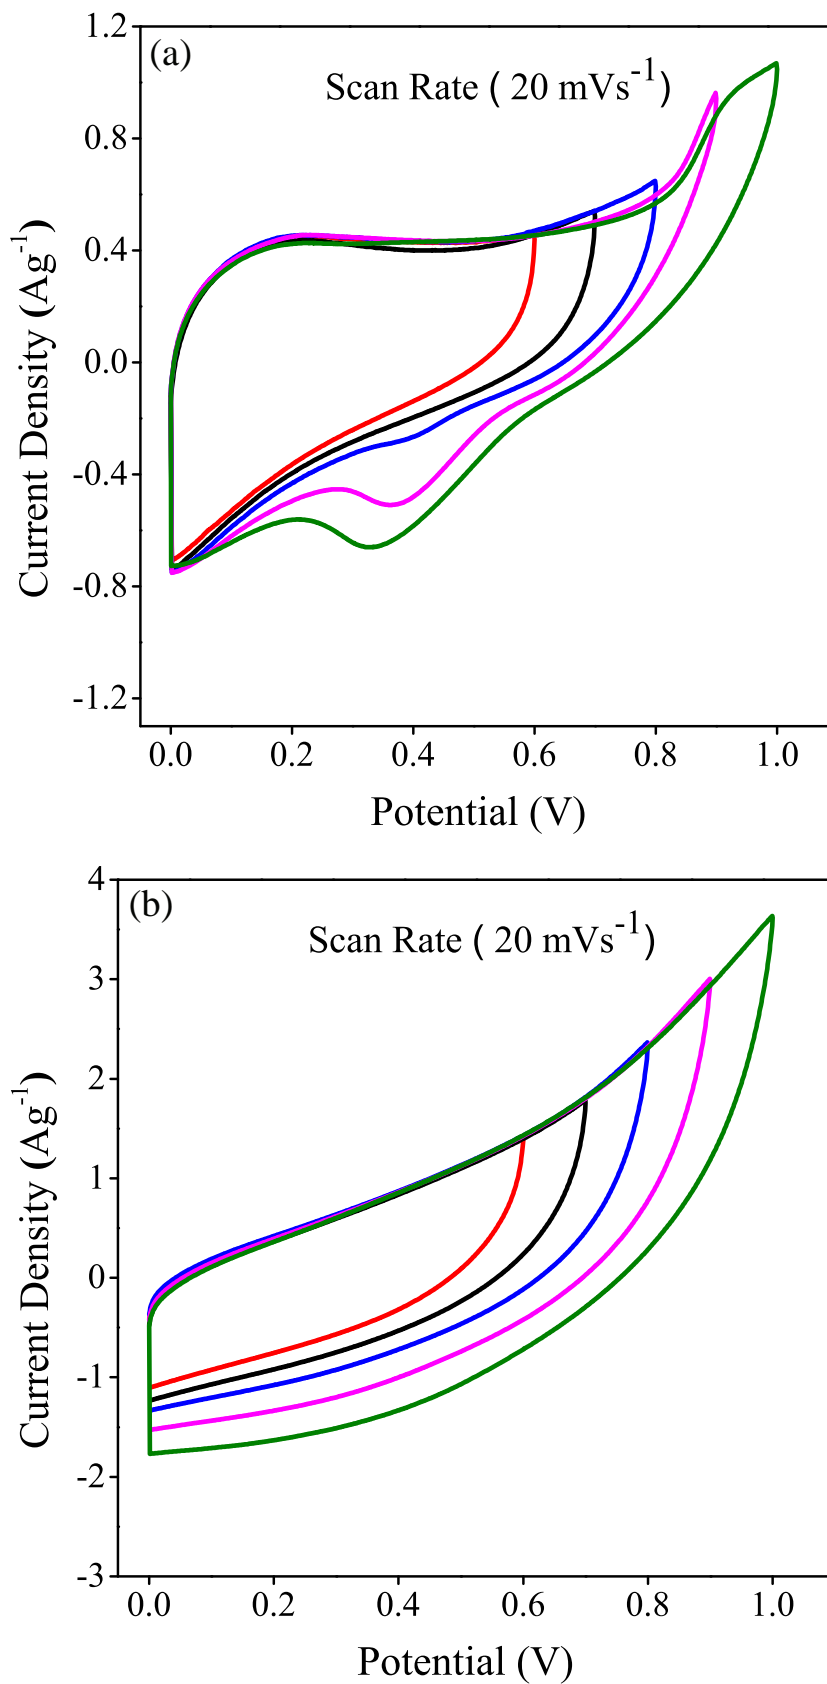 (a)
Scan Rate ( 20 mVs⁻¹)
1.2
0.8
0.4
0.0
-0.4
-0.8
-1.2
Current Density (Ag⁻¹)
0.0 0.2 0.4 0.6 0.8 1.0
Potential (V)
(b)
Scan Rate ( 20 mVs⁻¹)
4
3
2
1
0
-1
-2
-3
Current Density (Ag⁻¹)
0.0 0.2 0.4 0.6 0.8 1.0
Potential (V)